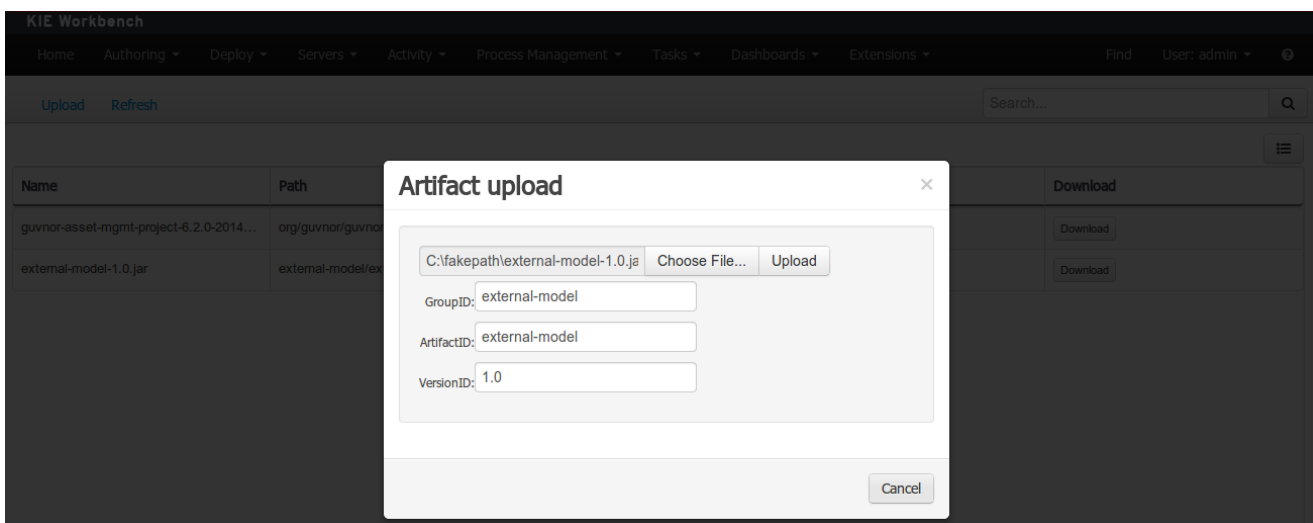 KIE Workbench
Home Authoring Deploy Servers Activity Process Management Tasks Dashboards Extensions Find User: admin
Upload Refresh Search...
Artifact upload ×
Name Path Download
guvnor-asset-mgmt-project-6.2.0-2014... org/guvnor/guvnor Download
C:\fakepath\external-model-1.0.ja Choose File... Upload
external-model-1.0.jar external-model/ex Download
GroupID: external-model
ArtifactID: external-model
VersionID: 1.0
Cancel